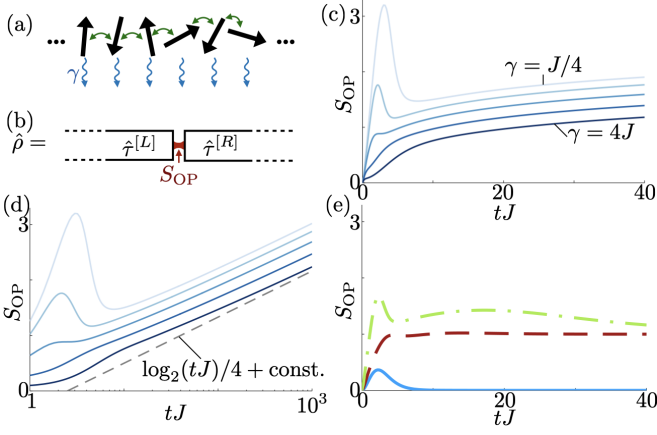 (a)
... ...
γ
(b)
ρ̂ = τ̂^[L] τ̂^[R]
S_OP
(c)
S_OP
3
0
γ = J/4
γ = 4J
0 20 40
tJ
(d)
S_OP
3
0
log₂(tJ)/4 + const.
1 10³
tJ
(e)
S_OP
3
0
0 20 40
tJ